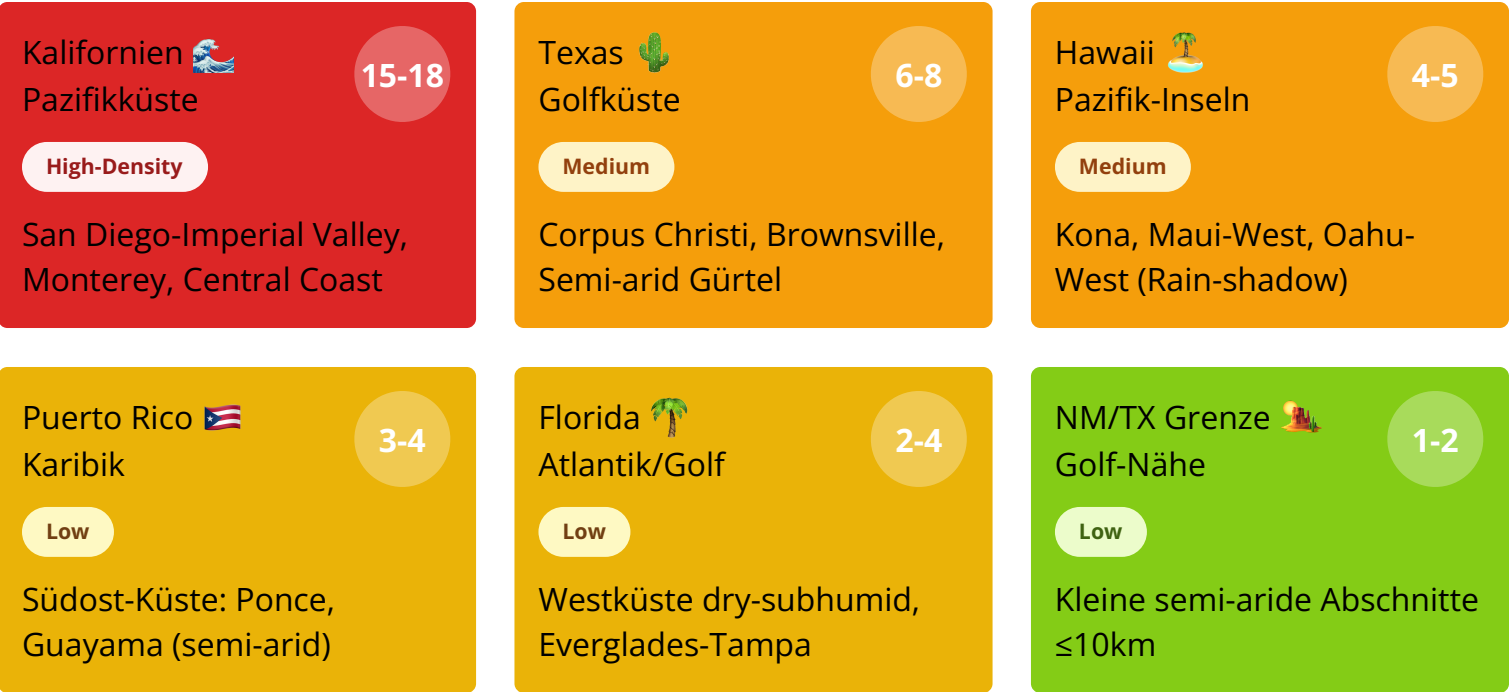 Kalifornien 🌊
Pazifikküste
15-18
High-Density
San Diego-Imperial Valley,
Monterey, Central Coast
Texas 🌵
Golfküste
6-8
Medium
Corpus Christi, Brownsville,
Semi-arid Gürtel
Hawaii 🏝️
Pazifik-Inseln
4-5
Medium
Kona, Maui-West, Oahu-
West (Rain-shadow)
Puerto Rico 🇵🇷
Karibik
3-4
Low
Südost-Küste: Ponce,
Guayama (semi-arid)
Florida 🌴
Atlantik/Golf
2-4
Low
Westküste dry-subhumid,
Everglades-Tampa
NM/TX Grenze 🏜️
Golf-Nähe
1-2
Low
Kleine semi-aride Abschnitte
≤10km